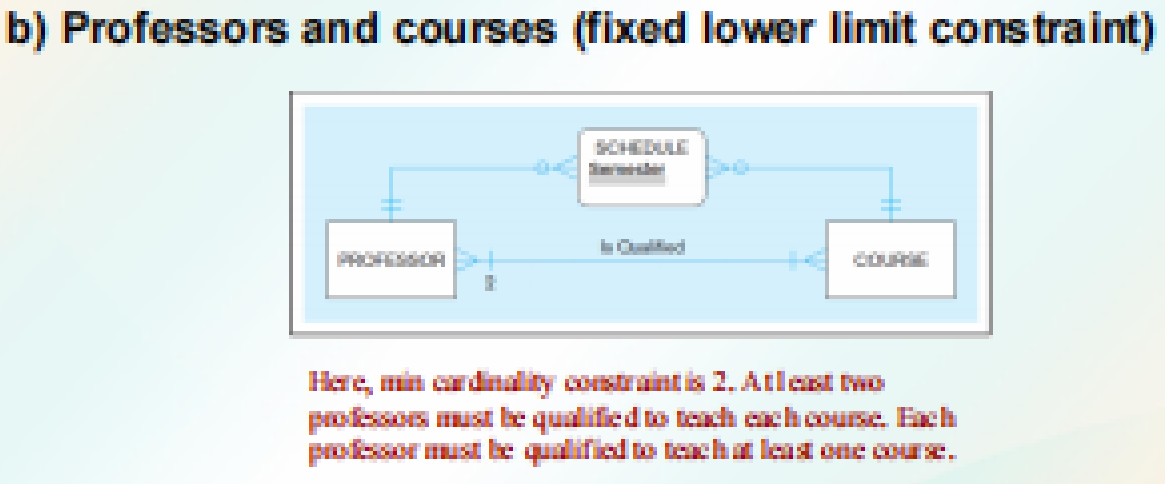 b) Professors and courses (fixed lower limit constraint)
SCHEDULE
Semester
Is Qualified
PROFESSOR
COURSE
2
Here, min cardinality constraint is 2. At least two
professors must be qualified to teach each course. Each
professor must be qualified to teach at least one course.